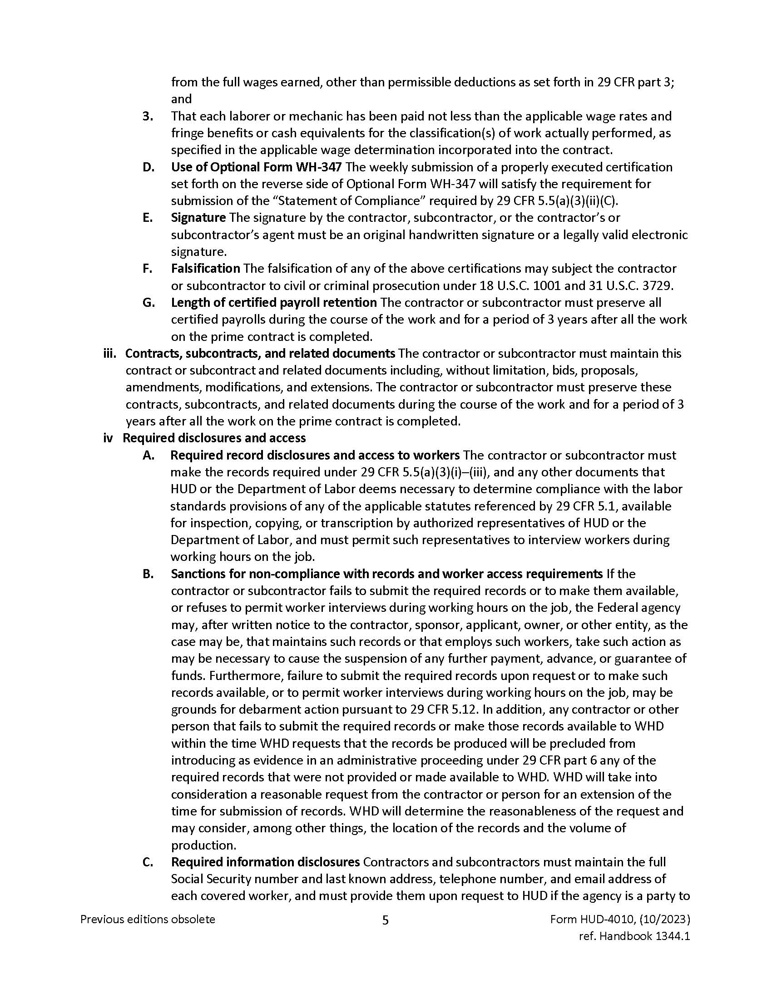 from the full wages earned, other than permissible deductions as set forth in 29 CFR part 3;
and
3. That each laborer or mechanic has been paid not less than the applicable wage rates and
fringe benefits or cash equivalents for the classification(s) of work actually performed, as
specified in the applicable wage determination incorporated into the contract.
D. Use of Optional Form WH-347 The weekly submission of a properly executed certification
set forth on the reverse side of Optional Form WH-347 will satisfy the requirement for
submission of the “Statement of Compliance” required by 29 CFR 5.5(a)(3)(ii)(C).
E. Signature The signature by the contractor, subcontractor, or the contractor’s or
subcontractor’s agent must be an original handwritten signature or a legally valid electronic
signature.
F. Falsification The falsification of any of the above certifications may subject the contractor
or subcontractor to civil or criminal prosecution under 18 U.S.C. 1001 and 31 U.S.C. 3729.
G. Length of certified payroll retention The contractor or subcontractor must preserve all
certified payrolls during the course of the work and for a period of 3 years after all the work
on the prime contract is completed.
iii. Contracts, subcontracts, and related documents The contractor or subcontractor must maintain this
contract or subcontract and related documents including, without limitation, bids, proposals,
amendments, modifications, and extensions. The contractor or subcontractor must preserve these
contracts, subcontracts, and related documents during the course of the work and for a period of 3
years after all the work on the prime contract is completed.
iv Required disclosures and access
A. Required record disclosures and access to workers The contractor or subcontractor must
make the records required under 29 CFR 5.5(a)(3)(i)–(iii), and any other documents that
HUD or the Department of Labor deems necessary to determine compliance with the labor
standards provisions of any of the applicable statutes referenced by 29 CFR 5.1, available
for inspection, copying, or transcription by authorized representatives of HUD or the
Department of Labor, and must permit such representatives to interview workers during
working hours on the job.
B. Sanctions for non-compliance with records and worker access requirements If the
contractor or subcontractor fails to submit the required records or to make them available,
or refuses to permit worker interviews during working hours on the job, the Federal agency
may, after written notice to the contractor, sponsor, applicant, owner, or other entity, as the
case may be, that maintains such records or that employs such workers, take such action as
may be necessary to cause the suspension of any further payment, advance, or guarantee of
funds. Furthermore, failure to submit the required records upon request or to make such
records available, or to permit worker interviews during working hours on the job, may be
grounds for debarment action pursuant to 29 CFR 5.12. In addition, any contractor or other
person that fails to submit the required records or make those records available to WHD
within the time WHD requests that the records be produced will be precluded from
introducing as evidence in an administrative proceeding under 29 CFR part 6 any of the
required records that were not provided or made available to WHD. WHD will take into
consideration a reasonable request from the contractor or person for an extension of the
time for submission of records. WHD will determine the reasonableness of the request and
may consider, among other things, the location of the records and the volume of
production.
C. Required information disclosures Contractors and subcontractors must maintain the full
Social Security number and last known address, telephone number, and email address of
each covered worker, and must provide them upon request to HUD if the agency is a party to
Previous editions obsolete 5 Form HUD-4010, (10/2023)
ref. Handbook 1344.1